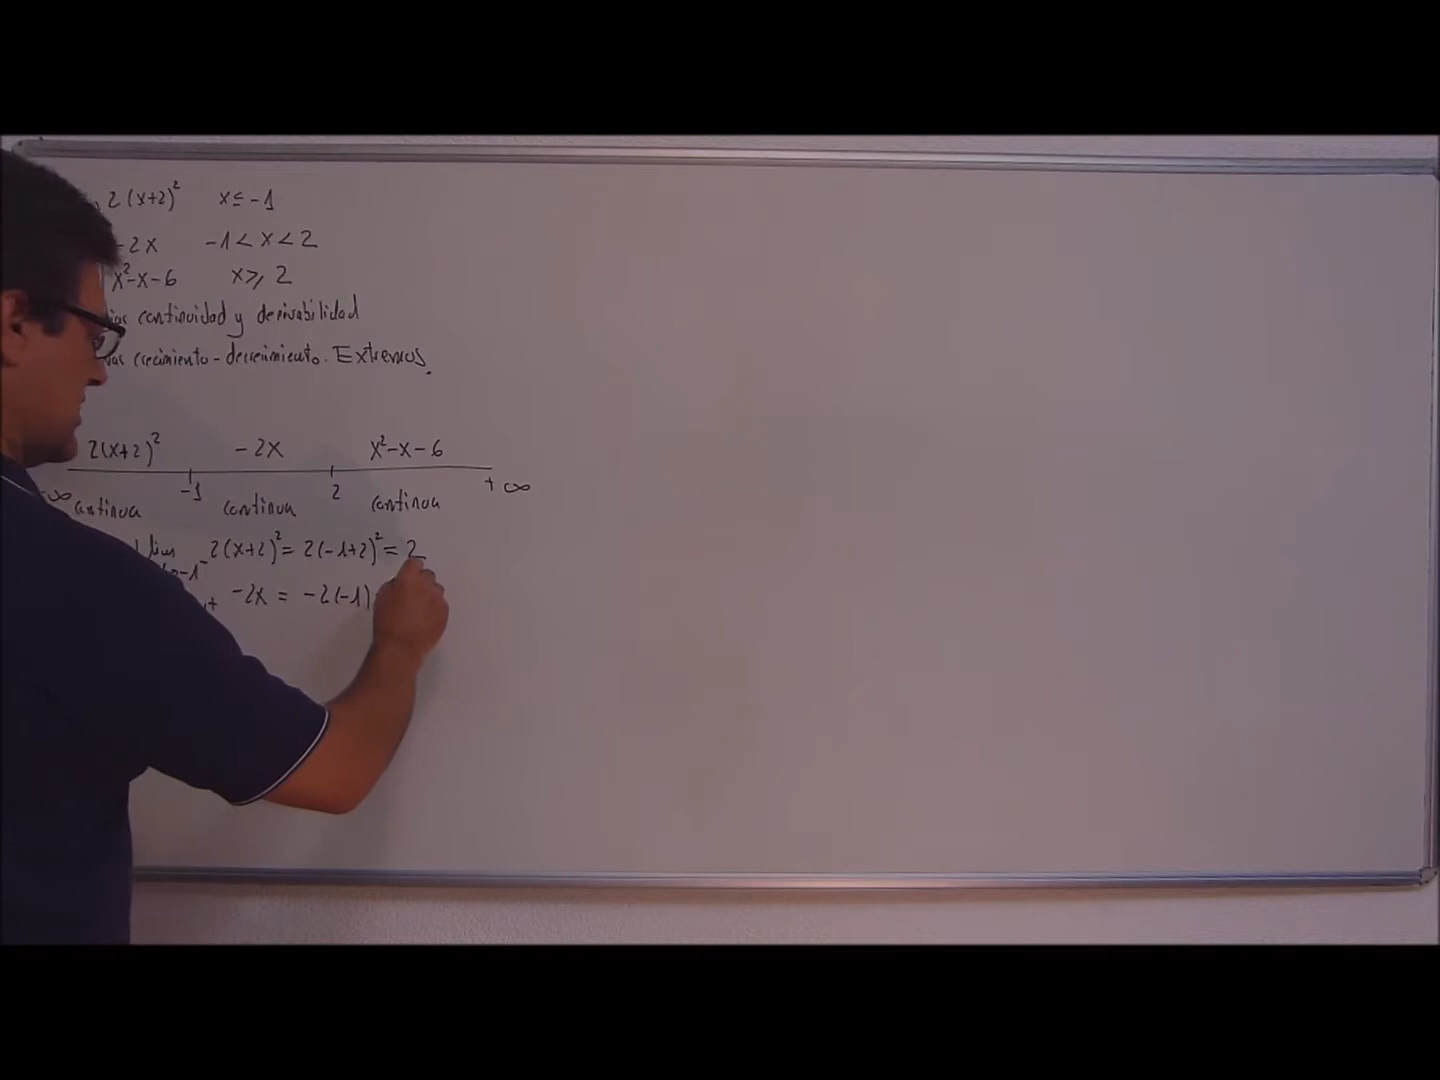 2(x+2)² x≤-1
-2x -1<x<2
x²-x-6 x≥2
continuidad y derivabilidad
crecimiento-decrecimiento. Extremos.
2(x+2)² -2x x²-x-6
-∞ -1 2 +∞
continua continua continua
lim 2(x+2)² = 2(-1+2)² = 2
-1⁻
-2x = -2(-1)